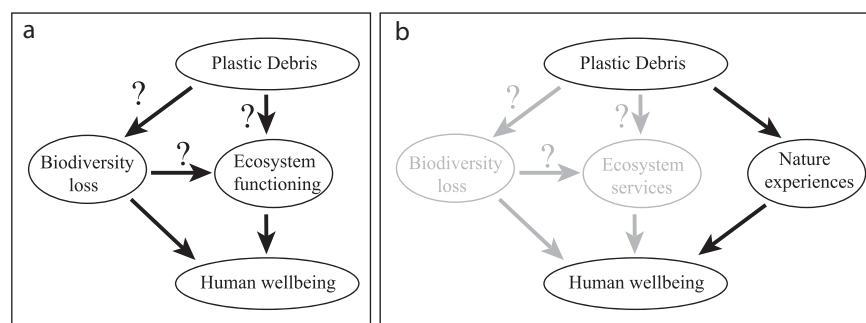 a
Plastic Debris
?
?
Biodiversity
loss
?
Ecosystem
functioning
Human wellbeing
b
Plastic Debris
?
?
Biodiversity
loss
?
Ecosystem
services
Nature
experiences
Human wellbeing